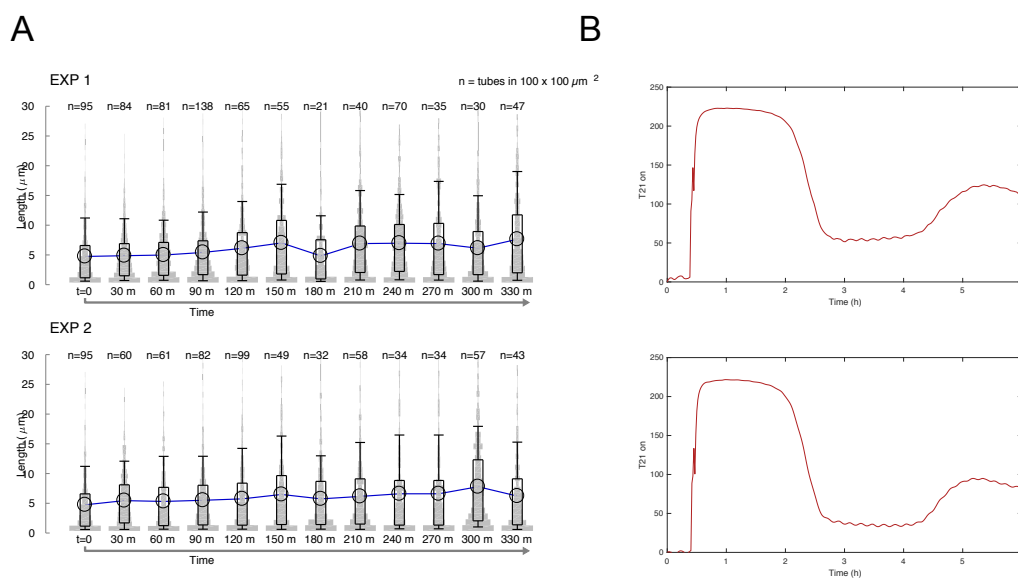 A
B
EXP 1
n = tubes in 100 x 100 µm 2
n=95 n=84 n=81 n=138 n=65 n=55 n=21 n=40 n=70 n=35 n=30 n=47
30
25
20
15
10
5
0
Length (µm)
t=0 30 m 60 m 90 m 120 m 150 m 180 m 210 m 240 m 270 m 300 m 330 m
Time
EXP 2
n=95 n=60 n=61 n=82 n=99 n=49 n=32 n=58 n=34 n=34 n=57 n=43
30
25
20
15
10
5
0
Length (µm)
t=0 30 m 60 m 90 m 120 m 150 m 180 m 210 m 240 m 270 m 300 m 330 m
Time
250
200
150
100
50
0
T21 on
0 1 2 3 4 5
Time (h)
250
200
150
100
50
0
T21 on
0 1 2 3 4 5
Time (h)